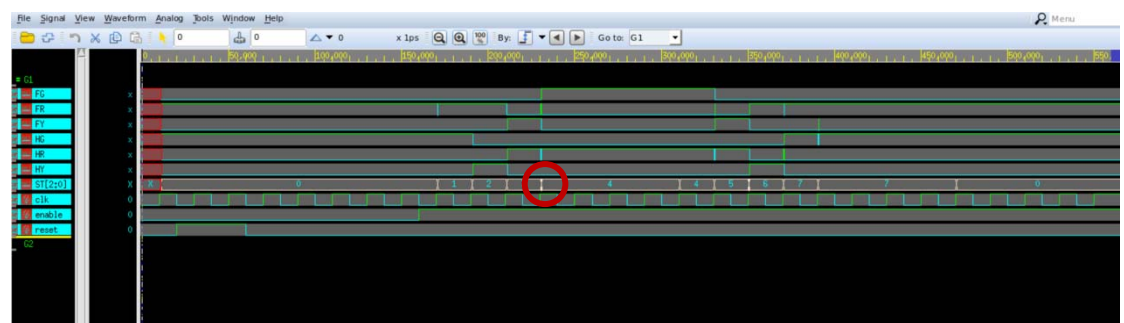 File Signal View Waveform Analog Tools Window Help Menu
0 0 0 x 1ps 100 % By: Go to: G1
0 50,000 100,000 150,000 200,000 250,000 300,000 350,000 400,000 450,000 500,000 550
G1
FG x
FR x
FY x
HG x
HR x
HY x
ST[2:0] X X 0 1 2 4 4 5 6 7 7 0
clk 0
enable 0
reset 0
G2